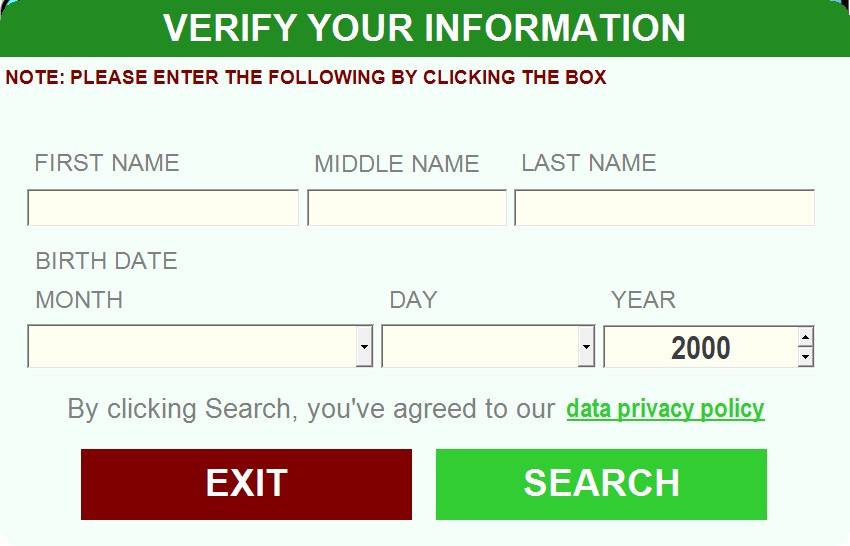 VERIFY YOUR INFORMATION
NOTE: PLEASE ENTER THE FOLLOWING BY CLICKING THE BOX
FIRST NAME MIDDLE NAME LAST NAME
BIRTH DATE
MONTH DAY YEAR
2000
By clicking Search, you've agreed to our data privacy policy
EXIT SEARCH